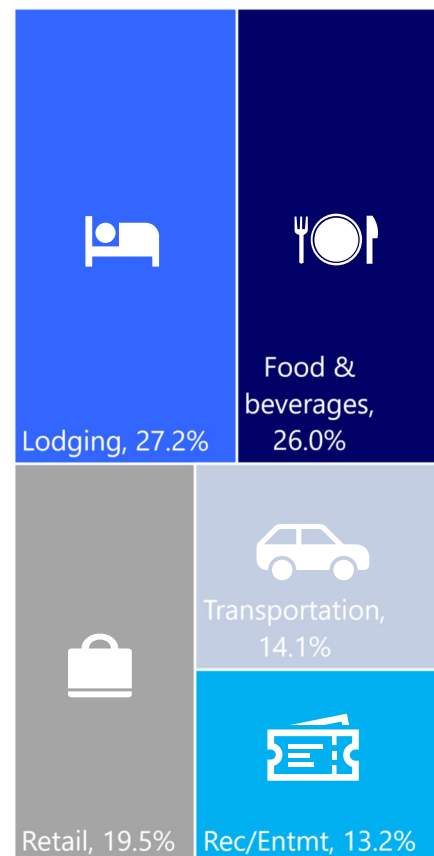 Food &
beverages,
Lodging, 27.2%
26.0%
Transportation,
14.1%
Retail, 19.5%
Rec/Entmt, 13.2%